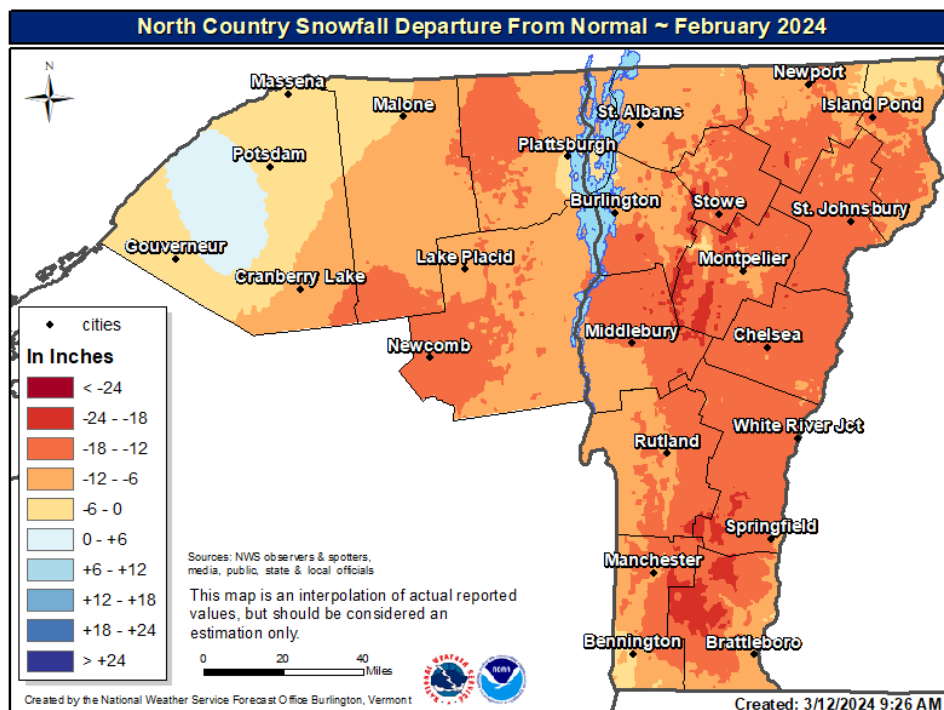 North Country Snowfall Departure From Normal ~ February 2024
N
Massena
Malone
Newport
Island Pond
St. Albans
Plattsburgh
Potsdam
Burlington
Stowe
St. Johnsbury
Gouverneur
Lake Placid
Montpelier
Cranberry Lake
Middlebury
Chelsea
Newcomb
White River Jct
Rutland
Springfield
Manchester
Bennington
Brattleboro
cities
In Inches
< -24
-24 - -18
-18 - -12
-12 - -6
-6 - 0
0 - +6
+6 - +12
+12 - +18
+18 - +24
> +24
Sources: NWS observers & spotters,
media, public, state & local officials
This map is an interpolation of actual reported
values, but should be considered an
estimation only.
0 20 40
Miles
NATIONAL WEATHER SERVICE
NOAA
Created by the National Weather Service Forecast Office Burlington, Vermont
Created: 3/12/2024 9:26 AM